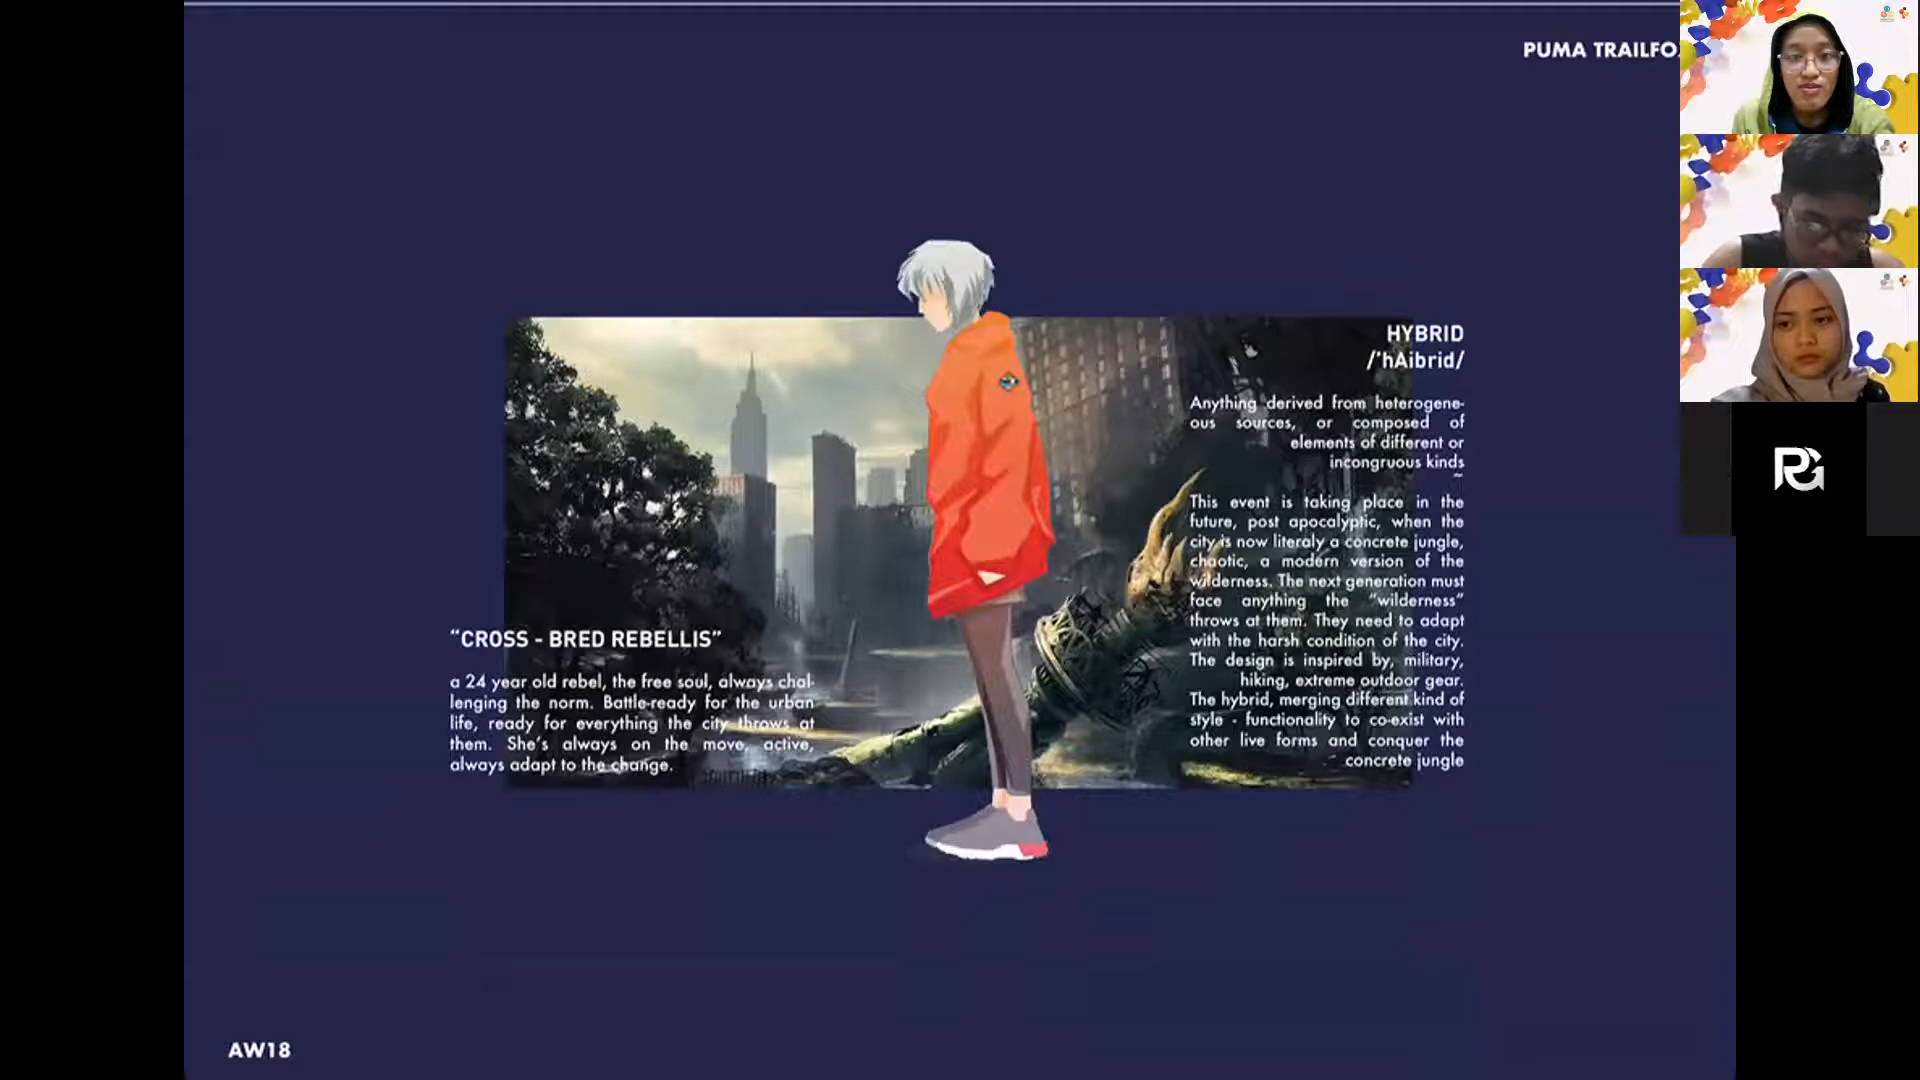 PUMA TRAILFO
HYBRID
/'hAibrid/
Anything derived from heterogene-
ous sources, or composed of
elements of different or
incongruous kinds
~
This event is taking place in the
future, post apocalyptic, when the
city is now literaly a concrete jungle,
chaotic, a modern version of the
wilderness. The next generation must
face anything the “wilderness”
throws at them. They need to adapt
with the harsh condition of the city.
The design is inspired by, military,
hiking, extreme outdoor gear.
The hybrid, merging different kind of
style - functionality to co-exist with
other live forms and conquer the
concrete jungle
“CROSS - BRED REBELLIS”
a 24 year old rebel, the free soul, always chal-
lenging the norm. Battle-ready for the urban
life, ready for everything the city throws at
them. She’s always on the move, active,
always adapt to the change.
AW18
RG